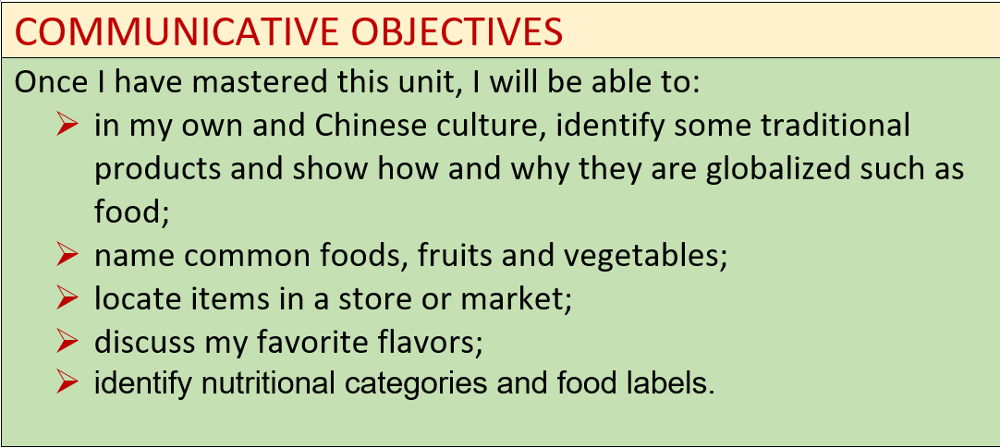 COMMUNICATIVE OBJECTIVES
Once I have mastered this unit, I will be able to:
➢ in my own and Chinese culture, identify some traditional
products and show how and why they are globalized such as
food;
➢ name common foods, fruits and vegetables;
➢ locate items in a store or market;
➢ discuss my favorite flavors;
➢ identify nutritional categories and food labels.